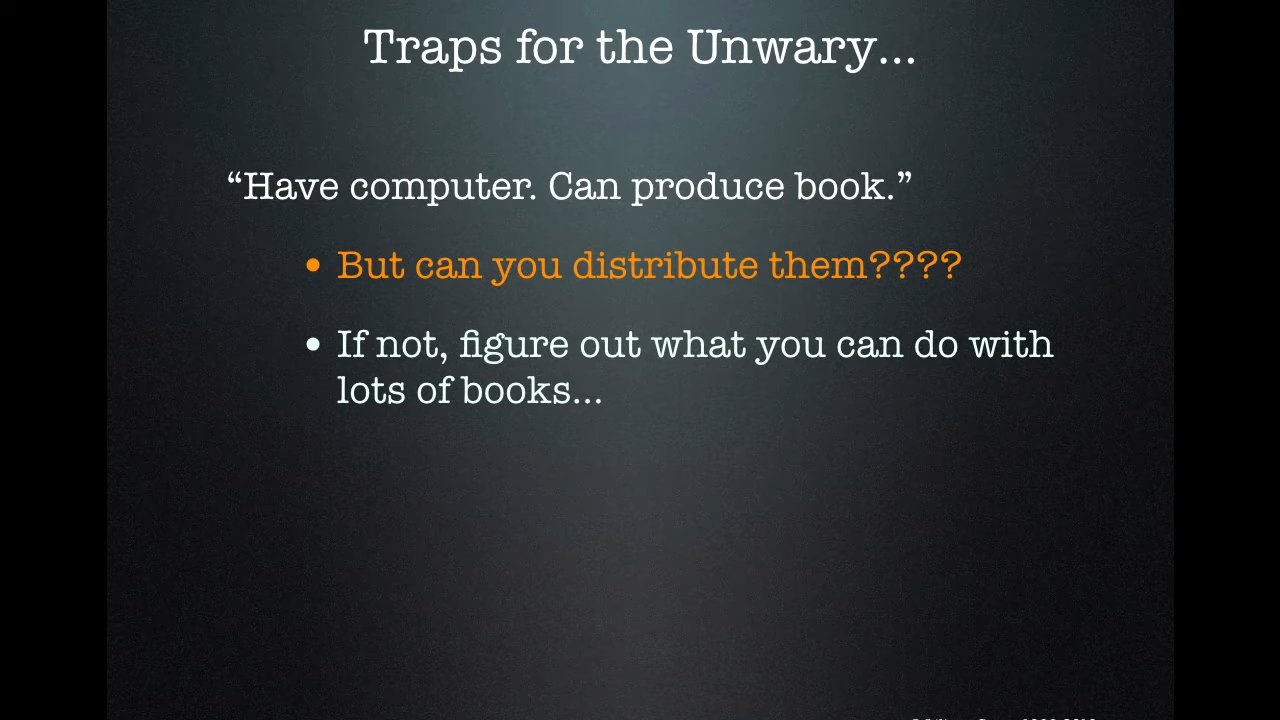 Traps for the Unwary...
“Have computer. Can produce book.”
• But can you distribute them????
• If not, figure out what you can do with
lots of books...